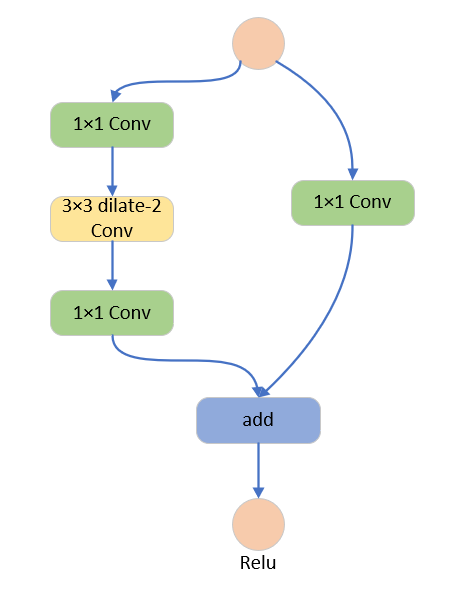 1×1 Conv
3×3 dilate-2
Conv
1×1 Conv
1×1 Conv
add
Relu